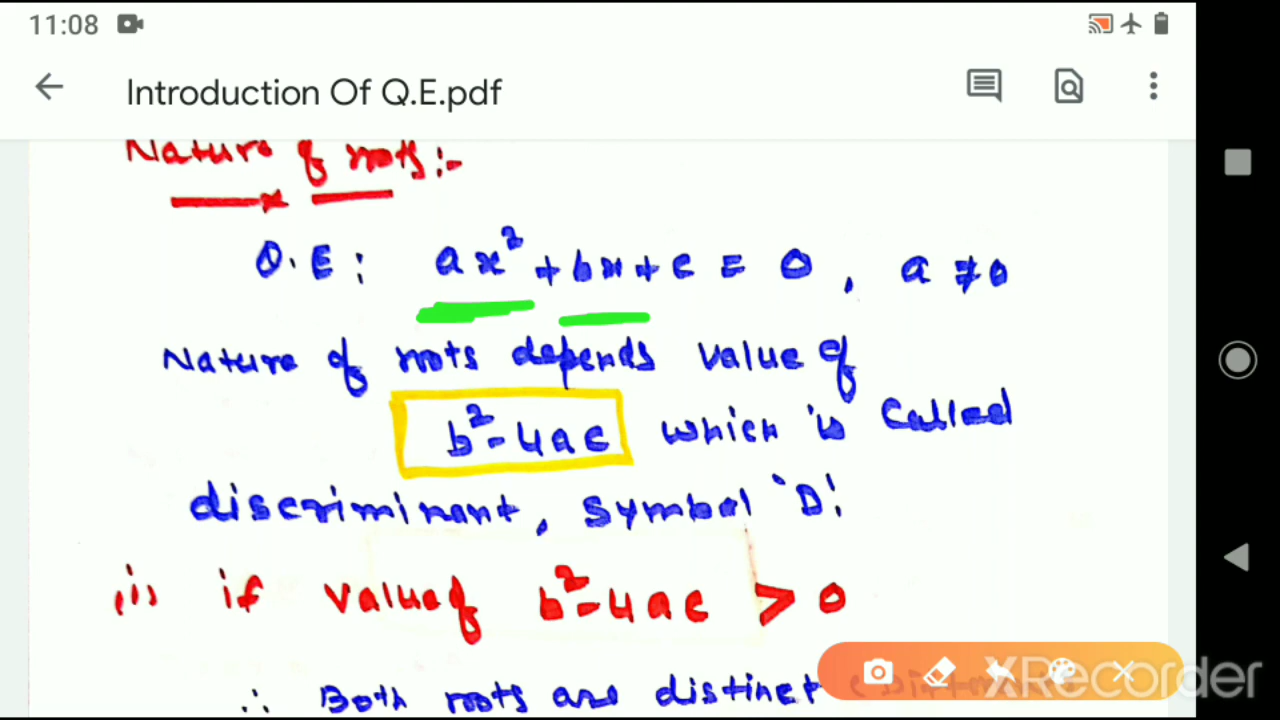 11:08
Introduction Of Q.E.pdf
Nature of roots:-
Q.E: ax²+bx+c = 0, a ≠ 0
Nature of roots depends value of
b²-4ac which is called
discriminant, symbol 'D'.
(i) if value of b²-4ac > 0
∴ Both roots are distinct
XRecorder